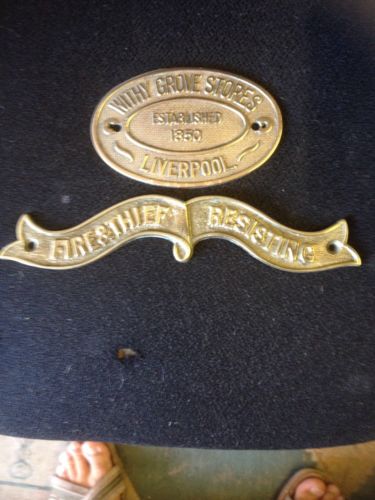 WITHY GROVE STORES
ESTABLISHED
1850
LIVERPOOL.
FIRE&THIEF RESISTING